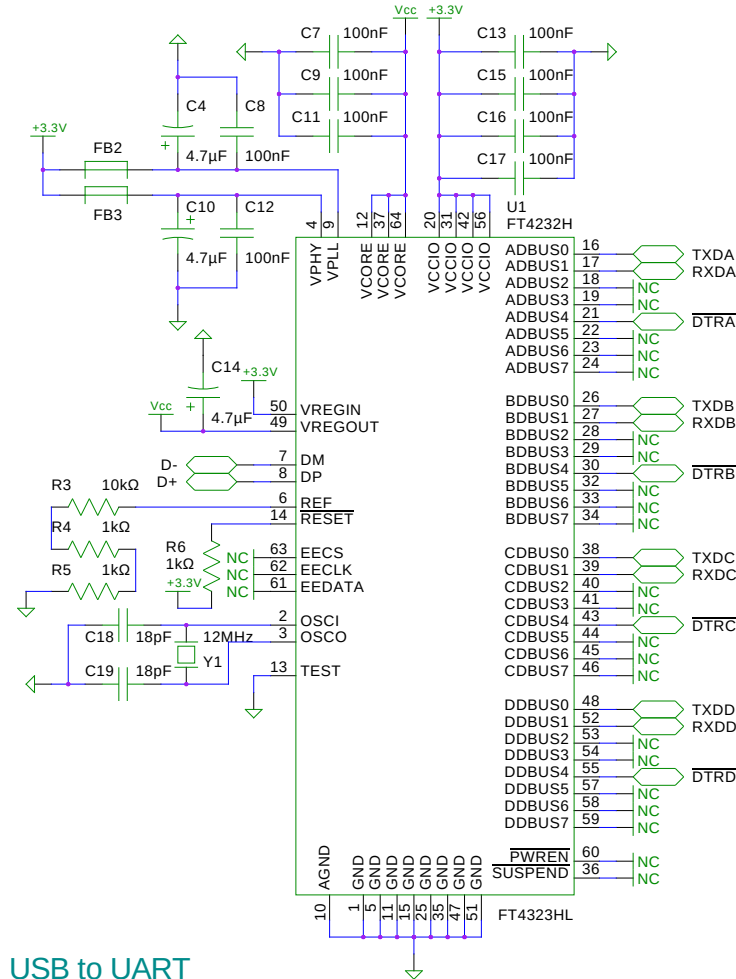 Vcc
+3.3V
C7
100nF
C9
100nF
C11
100nF
C13
100nF
C15
100nF
C16
100nF
C17
100nF
C4
4.7µF
C8
100nF
+3.3V
FB2
FB3
C10
4.7µF
C12
100nF
U1
FT4232H
4
9
12
37
64
20
31
42
56
VPHY
VPLL
VCORE
VCORE
VCORE
VCCIO
VCCIO
VCCIO
VCCIO
C14
4.7µF
+3.3V
Vcc
50 VREGIN
49 VREGOUT
D- 7 DM
D+ 8 DP
R3 10kΩ
6 REF
14 RESET
R4 1kΩ
R5 1kΩ
R6
1kΩ
+3.3V
NC 63 EECS
NC 62 EECLK
NC 61 EEDATA
2 OSCI
3 OSCO
C18 18pF
12MHz
Y1
C19 18pF
13 TEST
ADBUS0 16 TXDA
ADBUS1 17 RXDA
ADBUS2 18 NC
ADBUS3 19 NC
ADBUS4 21 DTRA
ADBUS5 22 NC
ADBUS6 23 NC
ADBUS7 24 NC
BDBUS0 26 TXDB
BDBUS1 27 RXDB
BDBUS2 28 NC
BDBUS3 29 NC
BDBUS4 30 DTRB
BDBUS5 32 NC
BDBUS6 33 NC
BDBUS7 34 NC
CDBUS0 38 TXDC
CDBUS1 39 RXDC
CDBUS2 40 NC
CDBUS3 41 NC
CDBUS4 43 DTRC
CDBUS5 44 NC
CDBUS6 45 NC
CDBUS7 46 NC
DDBUS0 48 TXDD
DDBUS1 52 RXDD
DDBUS2 53 NC
DDBUS3 54 NC
DDBUS4 55 DTRD
DDBUS5 57 NC
DDBUS6 58 NC
DDBUS7 59 NC
PWREN 60 NC
SUSPEND 36 NC
AGND
GND
GND
GND
GND
GND
GND
GND
GND
10
1
5
11
15
25
35
47
51
FT4323HL
USB to UART